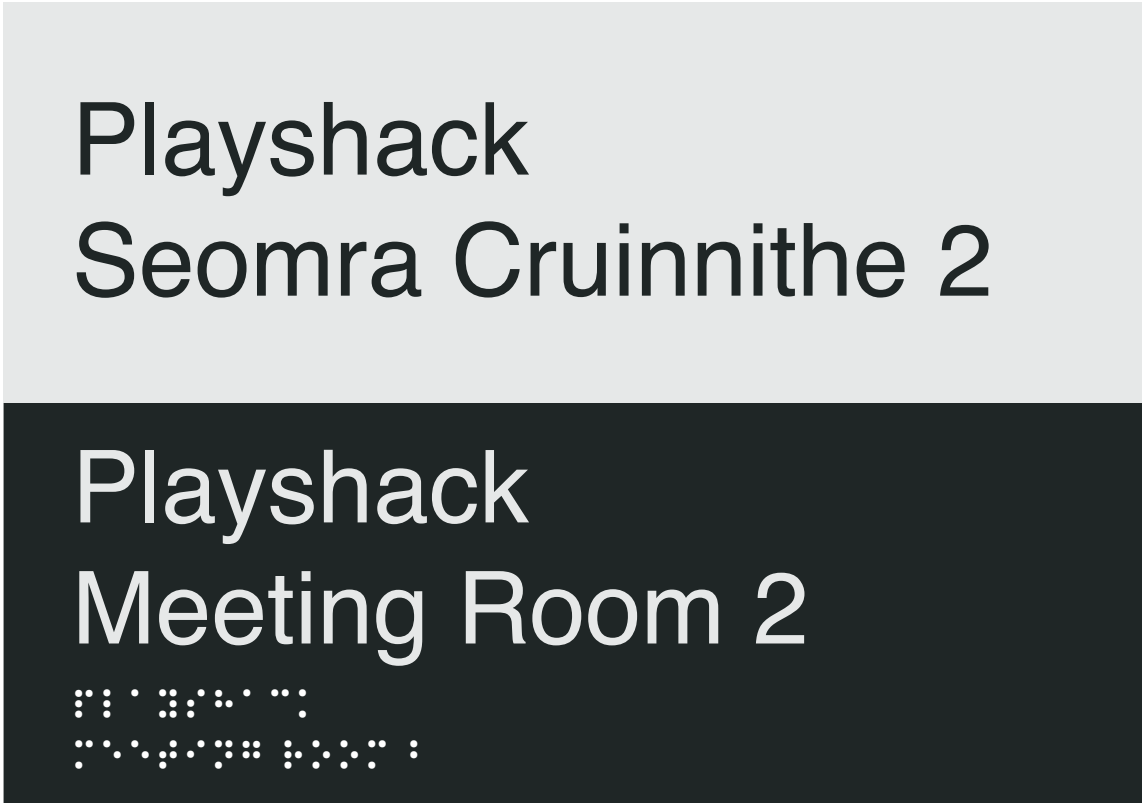 Playshack
Seomra Cruinnithe 2
Playshack
Meeting Room 2
⠏⠇⠁⠽⠎⠓⠁⠉⠅
⠍⠑⠑⠞⠊⠝⠛ ⠗⠕⠕⠍ ⠃